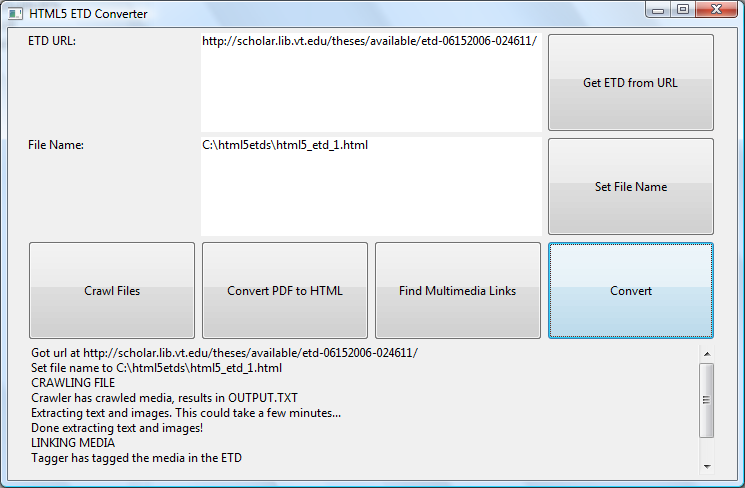 HTML5 ETD Converter
ETD URL:
http://scholar.lib.vt.edu/theses/available/etd-06152006-024611/
Get ETD from URL
File Name:
C:\html5etds\html5_etd_1.html
Set File Name
Crawl Files
Convert PDF to HTML
Find Multimedia Links
Convert
Got url at http://scholar.lib.vt.edu/theses/available/etd-06152006-024611/
Set file name to C:\html5etds\html5_etd_1.html
CRAWLING FILE
Crawler has crawled media, results in OUTPUT.TXT
Extracting text and images. This could take a few minutes...
Done extracting text and images!
LINKING MEDIA
Tagger has tagged the media in the ETD